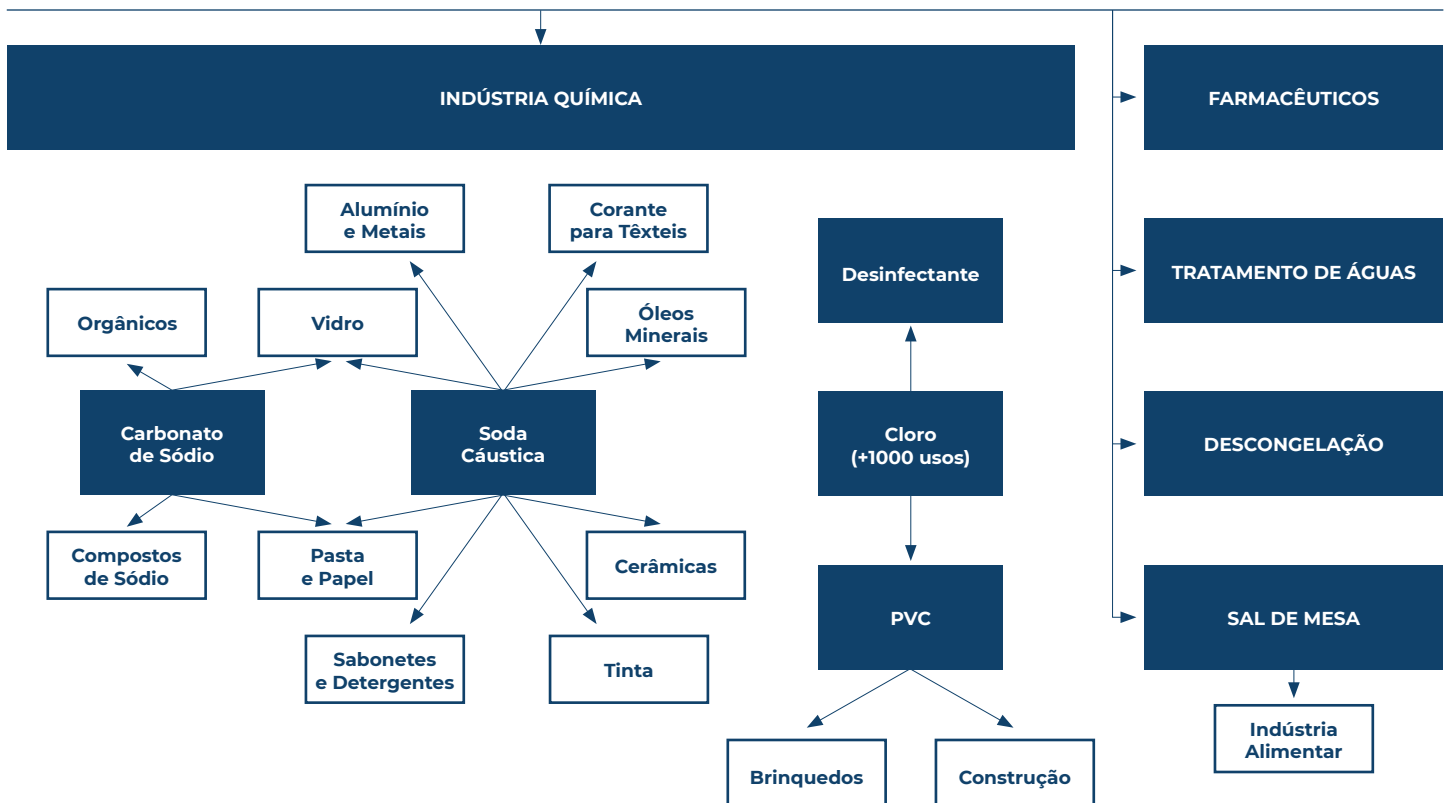 INDÚSTRIA QUÍMICA
FARMACÊUTICOS
Alumínio
e Metais
Corante
para Têxteis
Desinfectante
TRATAMENTO DE ÁGUAS
Orgânicos
Vidro
Óleos
Minerais
Carbonato
de Sódio
Soda
Cáustica
Cloro
(+1000 usos)
DESCONGELAÇÃO
Compostos
de Sódio
Pasta
e Papel
Cerâmicas
PVC
SAL DE MESA
Sabonetes
e Detergentes
Tinta
Indústria
Alimentar
Brinquedos
Construção